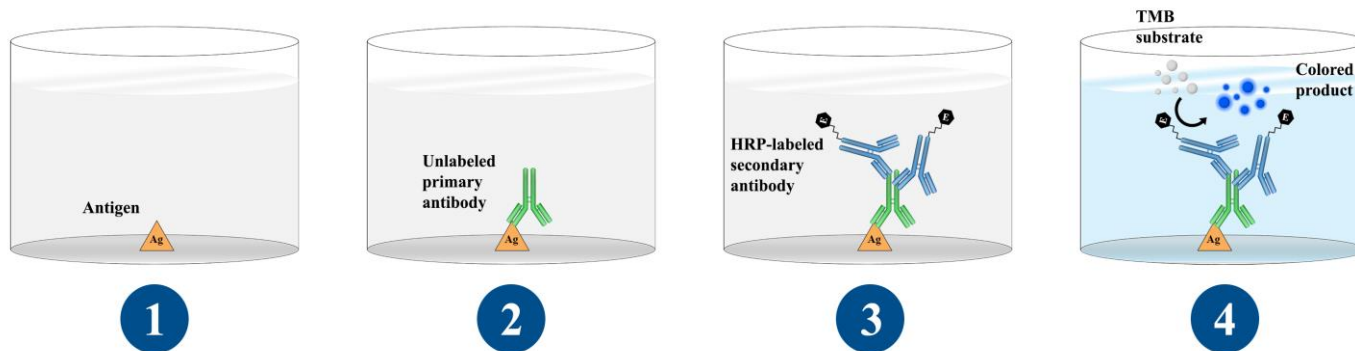 Antigen
Ag
1
Unlabeled
primary
antibody
Ag
2
HRP-labeled
secondary
antibody
E
E
Ag
3
TMB
substrate
Colored
product
E
E
Ag
4